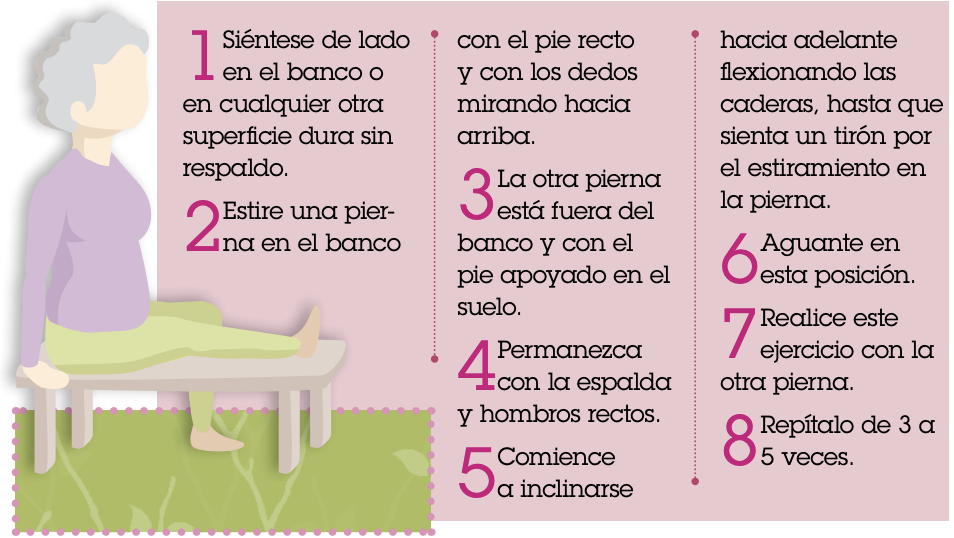 1 Siéntese de lado
en el banco o
en cualquier otra
superficie dura sin
respaldo.
2 Estire una pier-
na en el banco
con el pie recto
y con los dedos
mirando hacia
arriba.
3 La otra pierna
está fuera del
banco y con el
pie apoyado en el
suelo.
4 Permanezca
con la espalda
y hombros rectos.
5 Comience
a inclinarse
hacia adelante
flexionando las
caderas, hasta que
sienta un tirón por
el estiramiento en
la pierna.
6 Aguante en
esta posición.
7 Realice este
ejercicio con la
otra pierna.
8 Repítalo de 3 a
5 veces.